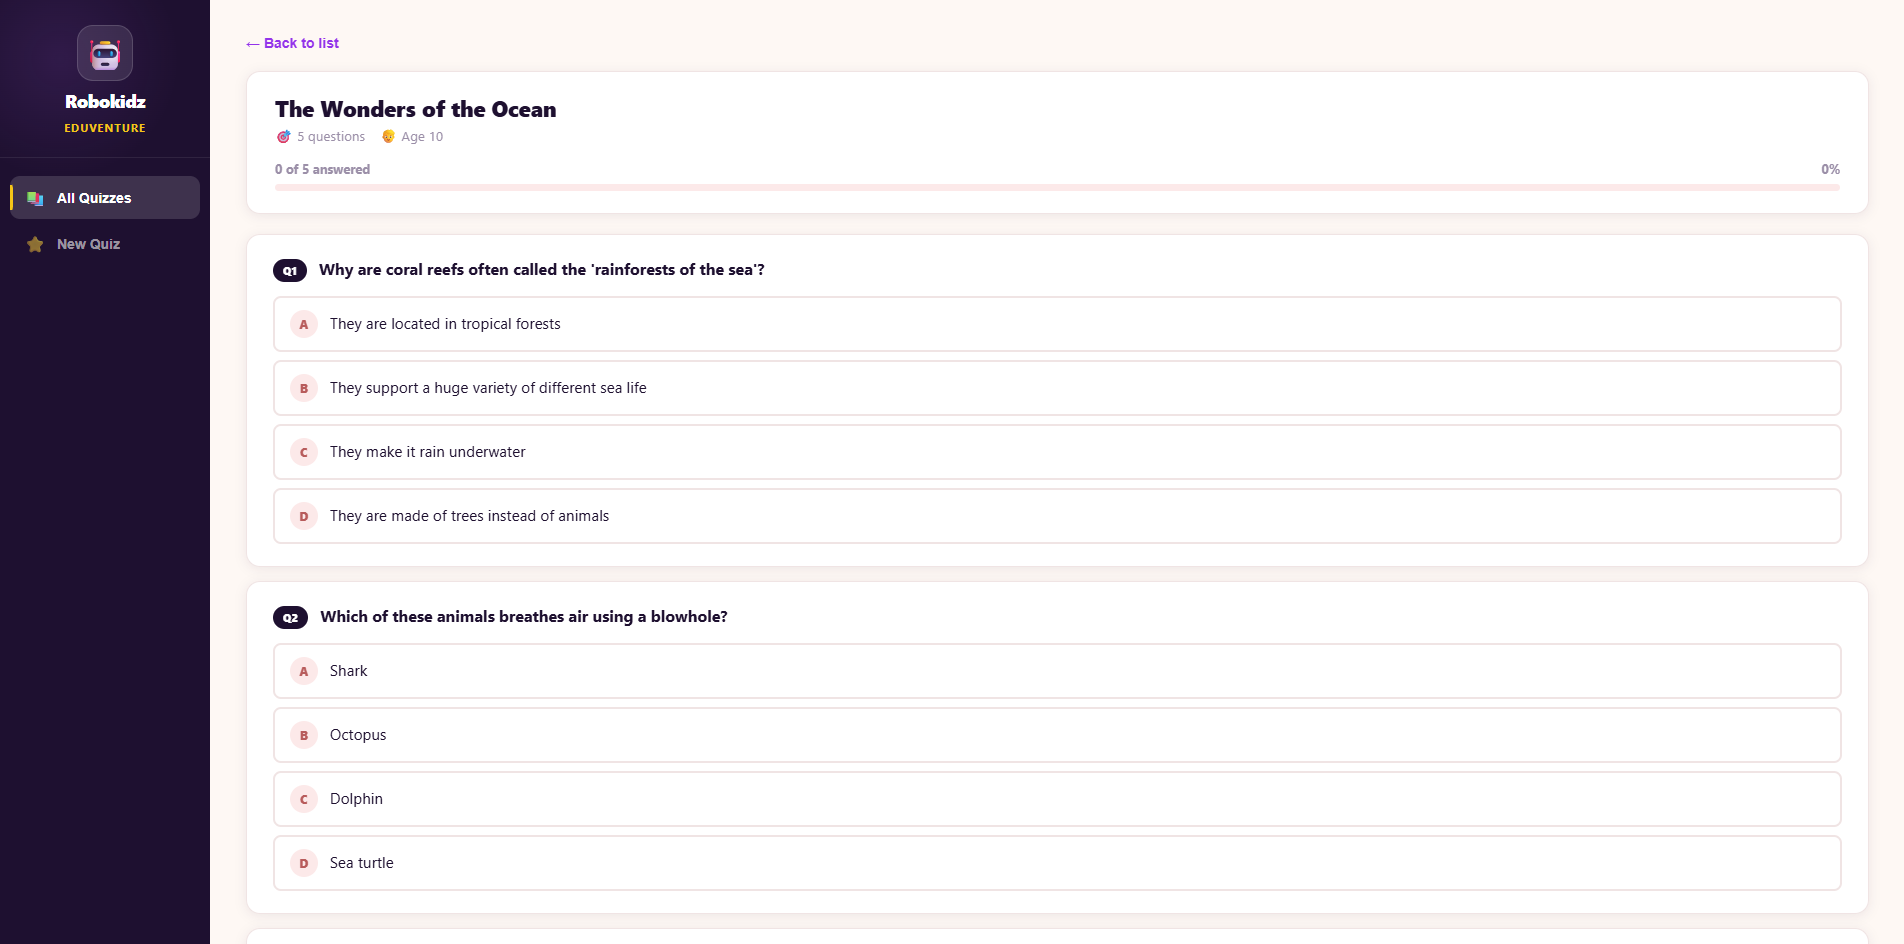 Robokidz
EDUVENTURE
All Quizzes
New Quiz
← Back to list
The Wonders of the Ocean
5 questions Age 10
0 of 5 answered 0%
Q1 Why are coral reefs often called the 'rainforests of the sea'?
A They are located in tropical forests
B They support a huge variety of different sea life
C They make it rain underwater
D They are made of trees instead of animals
Q2 Which of these animals breathes air using a blowhole?
A Shark
B Octopus
C Dolphin
D Sea turtle